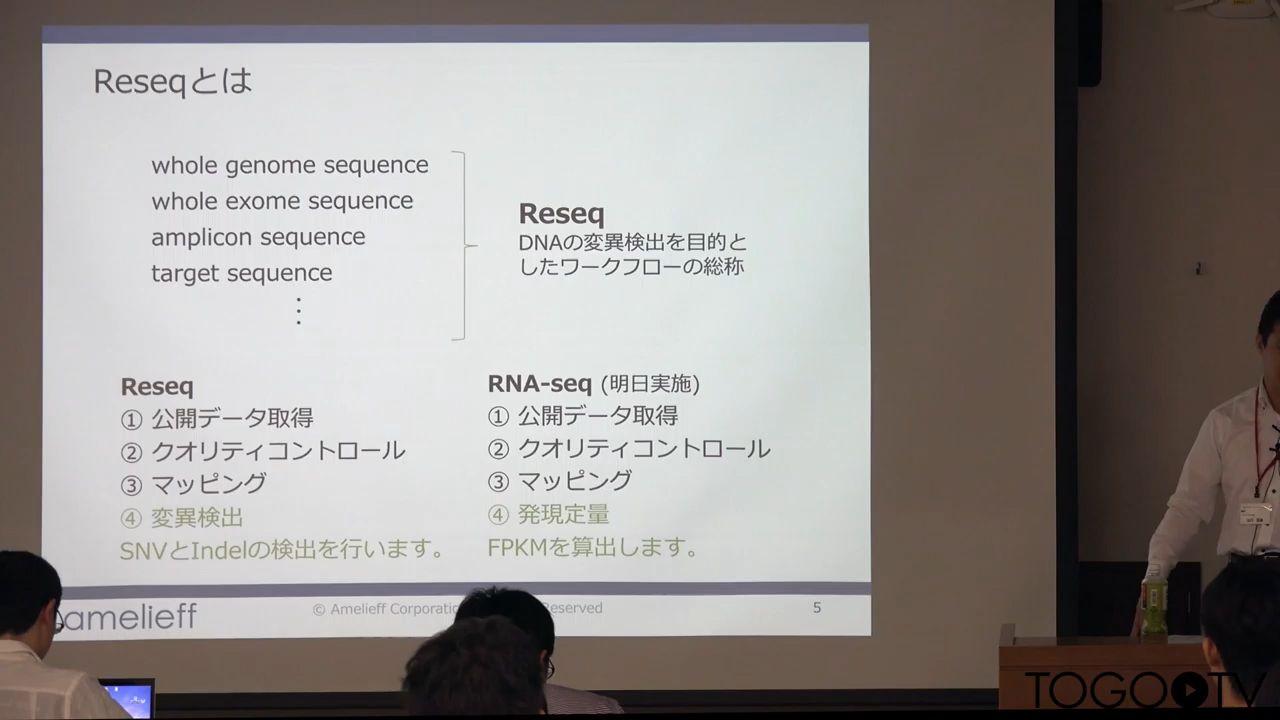 Reseqとは
whole genome sequence
whole exome sequence
amplicon sequence
target sequence
⋮
Reseq
DNAの変異検出を目的と
したワークフローの総称
Reseq
① 公開データ取得
② クオリティコントロール
③ マッピング
④ 変異検出
SNVとIndelの検出を行います。
RNA-seq (明日実施)
① 公開データ取得
② クオリティコントロール
③ マッピング
④ 発現定量
FPKMを算出します。
amelieff
© Amelieff Reserved
5
TOGOTV